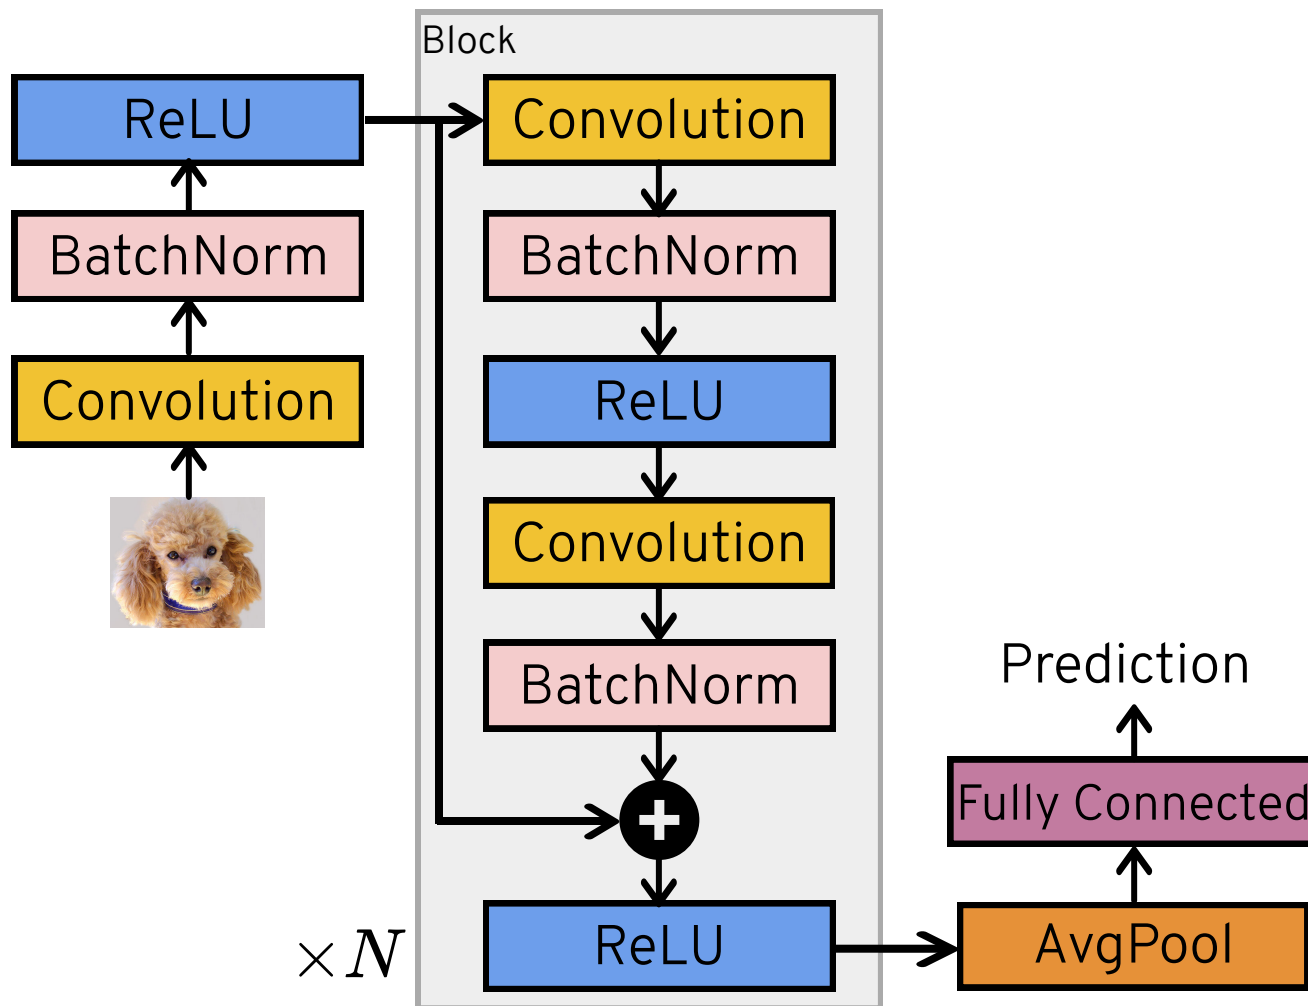 ReLU
BatchNorm
Convolution
Block
Convolution
BatchNorm
ReLU
Convolution
BatchNorm
+
ReLU
×N
Prediction
Fully Connected
AvgPool